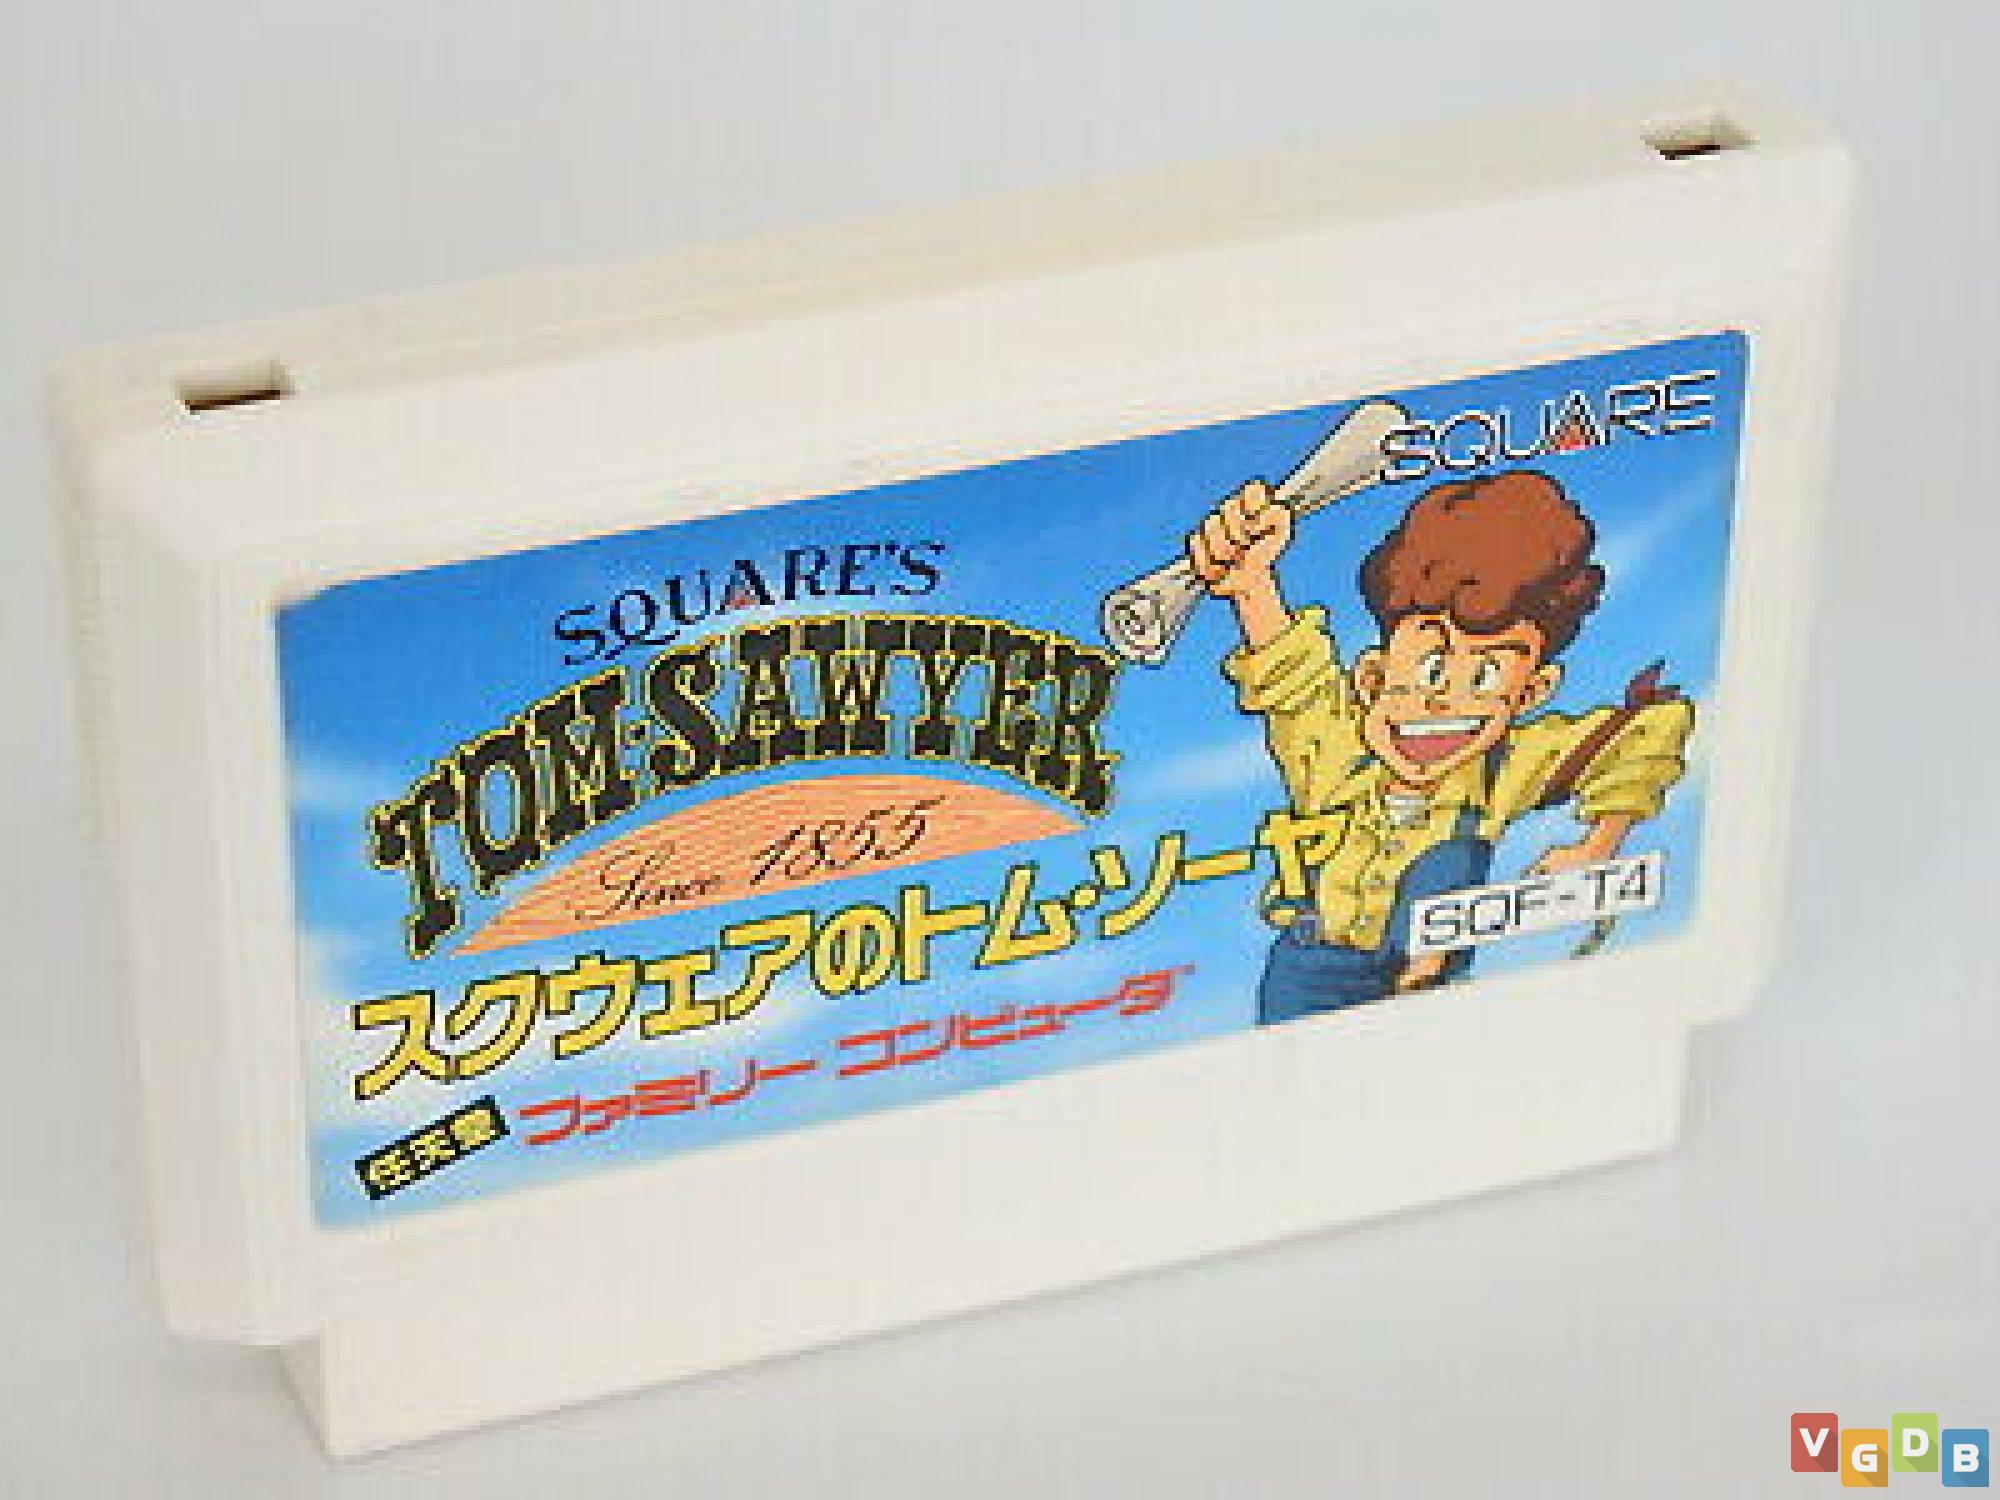 SQUARE
SQUARE'S
TOM·SAWYER
Since 1855
スクウェアのトム・ソーヤ
SQF-T4
任天堂 ファミリー コンピュータ
VGDB